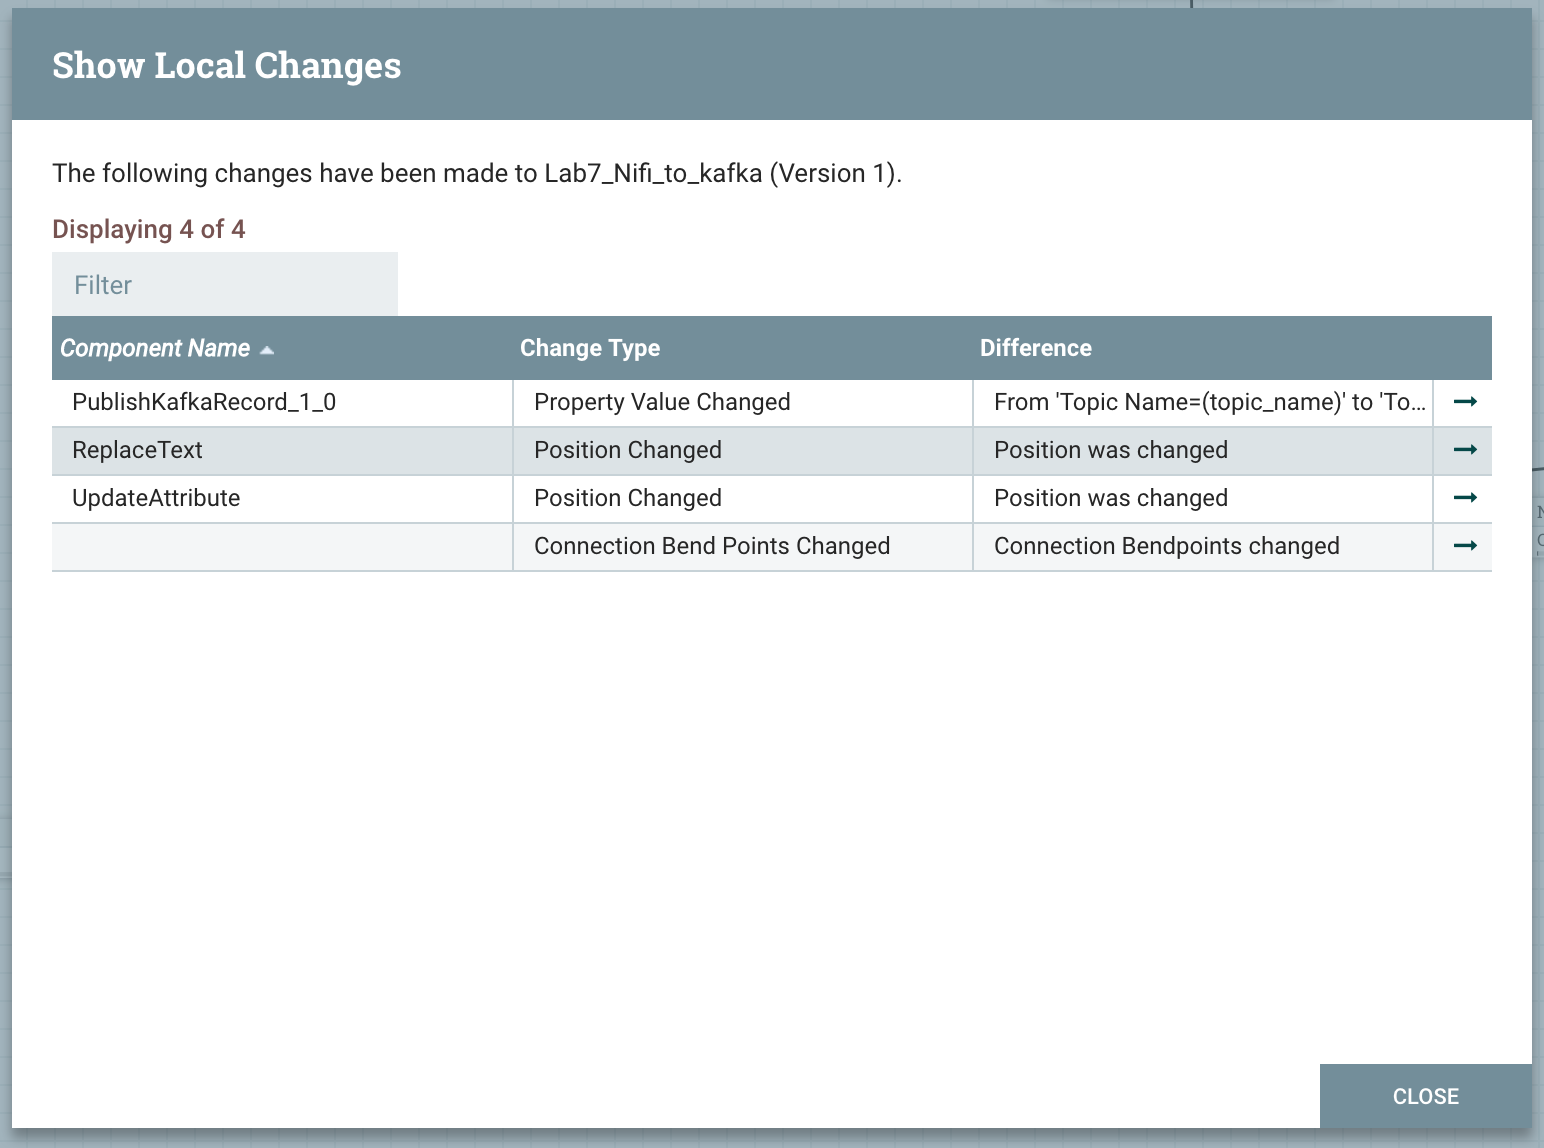 Show Local Changes
The following changes have been made to Lab7_Nifi_to_kafka (Version 1).
Displaying 4 of 4
Filter
Component Name Change Type Difference
PublishKafkaRecord_1_0 Property Value Changed From 'Topic Name=(topic_name)' to 'To...
ReplaceText Position Changed Position was changed
UpdateAttribute Position Changed Position was changed
Connection Bend Points Changed Connection Bendpoints changed
CLOSE